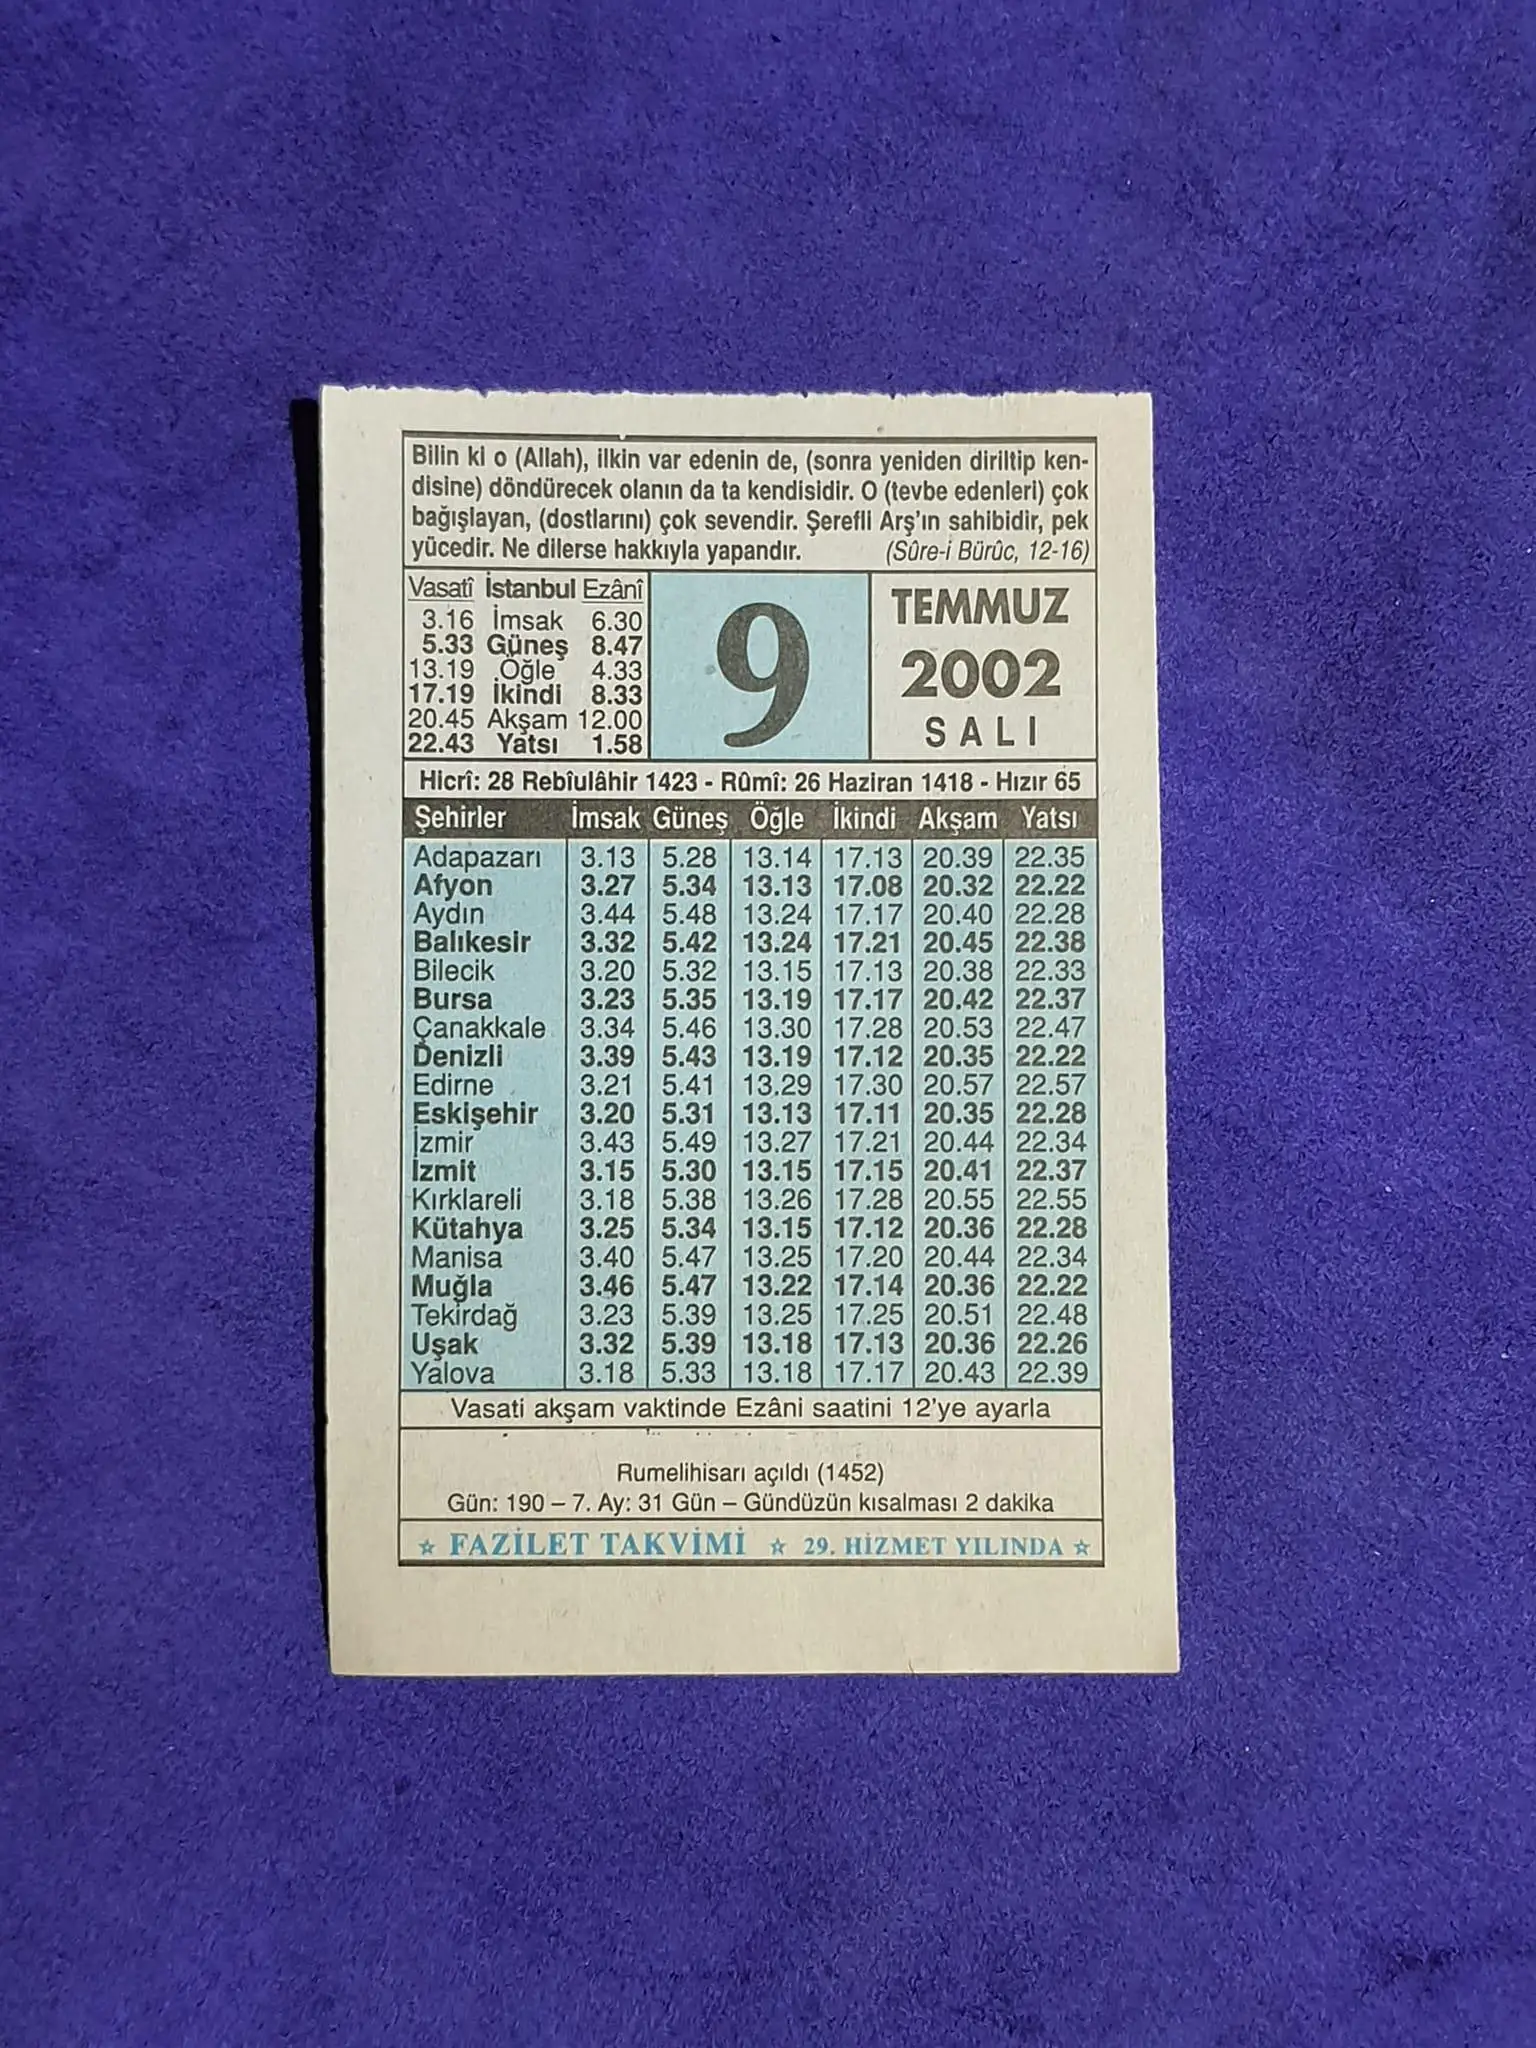 Bilin ki o (Allah), ilkin var edenin de, (sonra yeniden diriltip ken-
disine) döndürecek olanın da ta kendisidir. O (tevbe edenleri) çok
bağışlayan, (dostlarını) çok sevendir. Şerefli Arş'ın sahibidir, pek
yücedir. Ne dilerse hakkıyla yapandır. (Sûre-i Bürûc, 12-16)
Vasatî İstanbul Ezânî
3.16 İmsak 6.30
5.33 Güneş 8.47
13.19 Öğle 4.33
17.19 İkindi 8.33
20.45 Akşam 12.00
22.43 Yatsı 1.58
9
TEMMUZ
2002
SALI
Hicrî: 28 Rebîulâhir 1423 - Rûmî: 26 Haziran 1418 - Hızır 65
Şehirler İmsak Güneş Öğle İkindi Akşam Yatsı
Adapazarı 3.13 5.28 13.14 17.13 20.39 22.35
Afyon 3.27 5.34 13.13 17.08 20.32 22.22
Aydın 3.44 5.48 13.24 17.17 20.40 22.28
Balıkesir 3.32 5.42 13.24 17.21 20.45 22.38
Bilecik 3.20 5.32 13.15 17.13 20.38 22.33
Bursa 3.23 5.35 13.19 17.17 20.42 22.37
Çanakkale 3.34 5.46 13.30 17.28 20.53 22.47
Denizli 3.39 5.43 13.19 17.12 20.35 22.22
Edirne 3.21 5.41 13.29 17.30 20.57 22.57
Eskişehir 3.20 5.31 13.13 17.11 20.35 22.28
İzmir 3.43 5.49 13.27 17.21 20.44 22.34
İzmit 3.15 5.30 13.15 17.15 20.41 22.37
Kırklareli 3.18 5.38 13.26 17.28 20.55 22.55
Kütahya 3.25 5.34 13.15 17.12 20.36 22.28
Manisa 3.40 5.47 13.25 17.20 20.44 22.34
Muğla 3.46 5.47 13.22 17.14 20.36 22.22
Tekirdağ 3.23 5.39 13.25 17.25 20.51 22.48
Uşak 3.32 5.39 13.18 17.13 20.36 22.26
Yalova 3.18 5.33 13.18 17.17 20.43 22.39
Vasati akşam vaktinde Ezâni saatini 12'ye ayarla
Rumelihisarı açıldı (1452)
Gün: 190 – 7. Ay: 31 Gün – Gündüzün kısalması 2 dakika
☆ FAZİLET TAKVİMİ ☆ 29. HİZMET YILINDA ☆